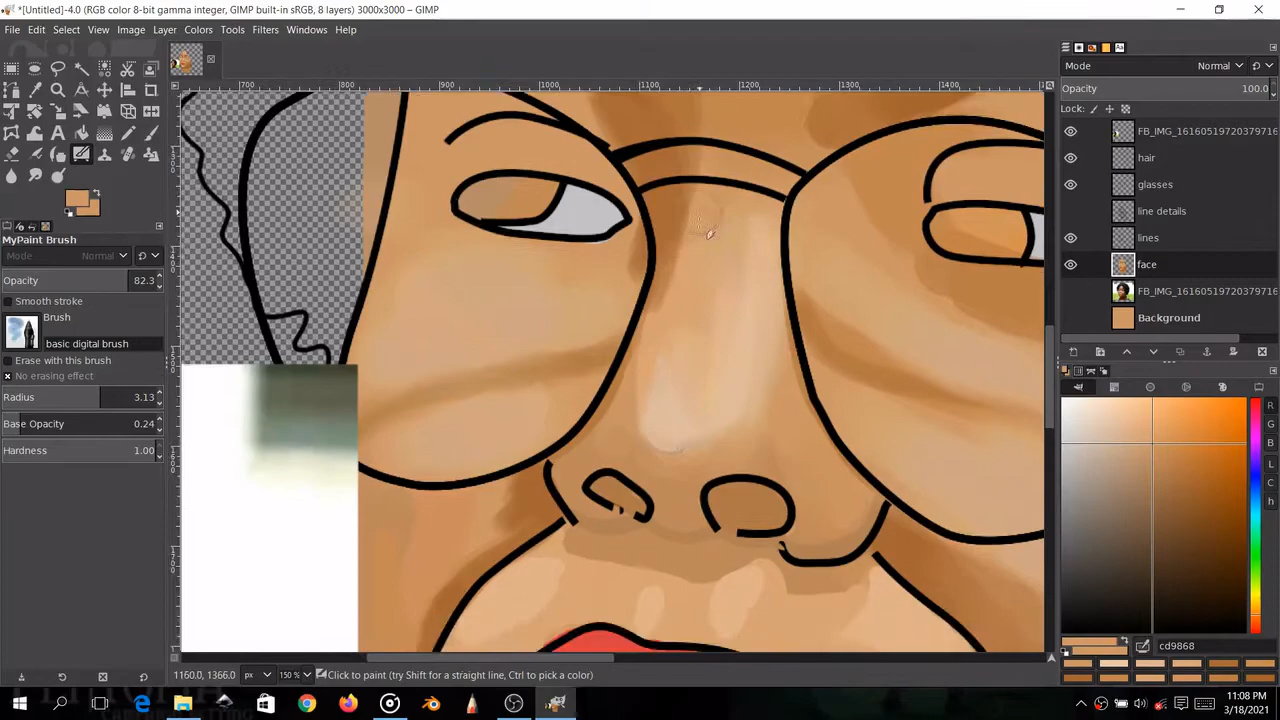 *[Untitled]-4.0 (RGB color 8-bit gamma integer, GIMP built-in sRGB, 8 layers) 3000x3000 – GIMP
File Edit Select View Image Layer Colors Tools Filters Windows Help
Mode Normal
Opacity 100.0
Lock:
FB_IMG_16160519720379716
hair
glasses
line details
lines
face
FB_IMG_16160519720379716
Background
700 800 900 1000 1100 1200 1300 1400
MyPaint Brush
Mode Normal
Opacity 82.3
Smooth stroke
Brush
basic digital brush
Erase with this brush
No erasing effect
Radius 3.13
Base Opacity 0.24
Hardness 1.00
R
G
B
L
C
h
cd9868
1160.0, 1366.0 px 150 % Click to paint (try Shift for a straight line, Ctrl to pick a color)
11:08 PM
3/18/2021